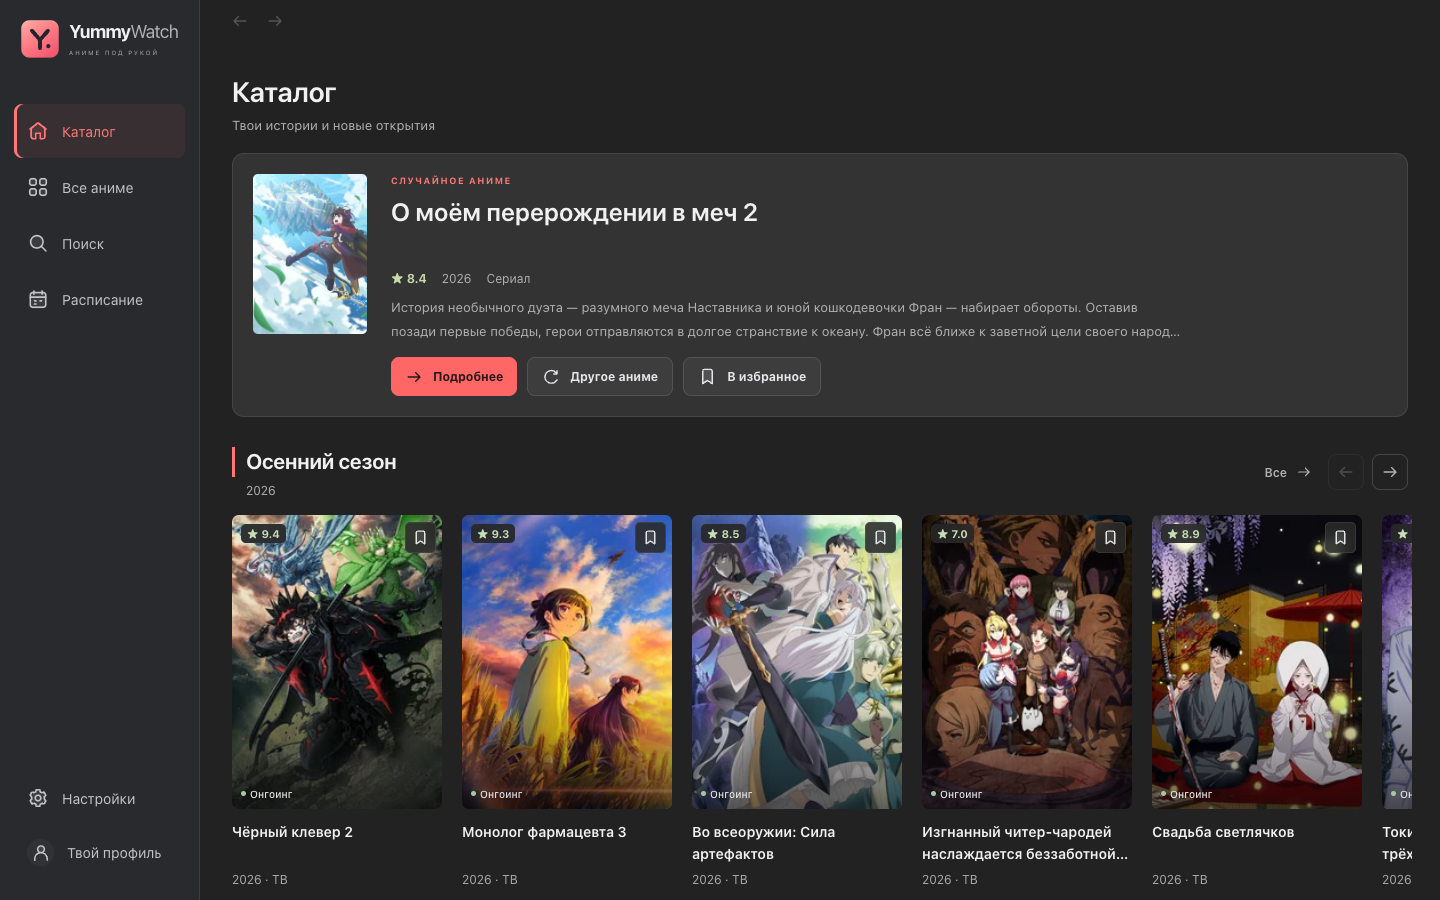 YummyWatch
АНИМЕ ПОД РУКОЙ
Каталог
Все аниме
Поиск
Расписание
Настройки
Твой профиль
Каталог
Твои истории и новые открытия
СЛУЧАЙНОЕ АНИМЕ
О моём перерождении в меч 2
8.4 2026 Сериал
История необычного дуэта — разумного меча Наставника и юной кошкодевочки Фран — набирает обороты. Оставив
позади первые победы, герои отправляются в долгое странствие к океану. Фран всё ближе к заветной цели своего народ...
Подробнее
Другое аниме
В избранное
Осенний сезон
2026
Все
9.4
Онгоинг
Чёрный клевер 2
2026 · ТВ
9.3
Онгоинг
Монолог фармацевта 3
2026 · ТВ
8.5
Онгоинг
Во всеоружии: Сила
артефактов
2026 · ТВ
7.0
Онгоинг
Изгнанный читер-чародей
наслаждается беззаботной...
2026 · ТВ
8.9
Онгоинг
Свадьба светлячков
2026 · ТВ
2026